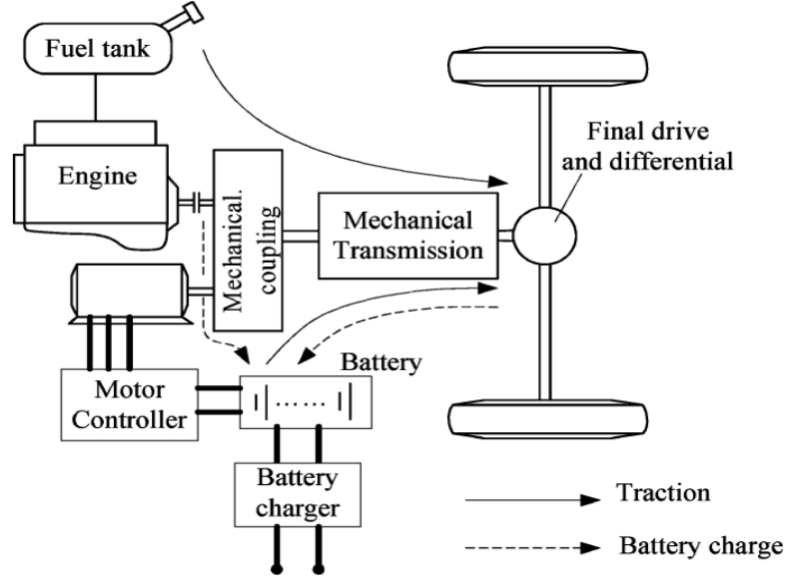 Fuel tank
Engine
Mechanical.
coupling
Mechanical
Transmission
Final drive
and differential
Battery
Motor
Controller
Battery
charger
Traction
Battery charge